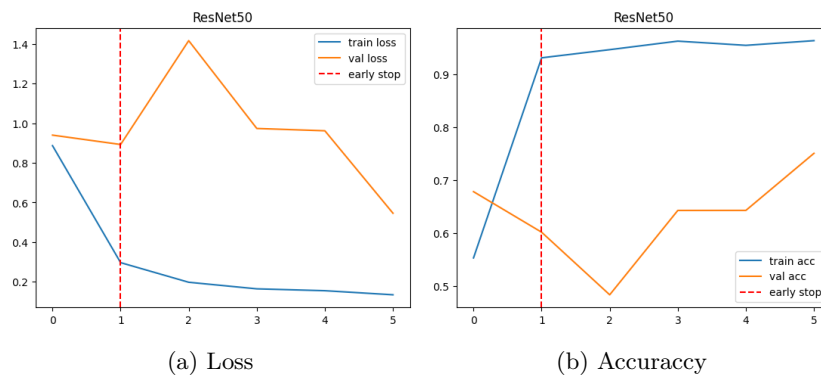 ResNet50
train loss
val loss
early stop
1.4
1.2
1.0
0.8
0.6
0.4
0.2
0 1 2 3 4 5
(a) Loss
ResNet50
0.9
0.8
0.7
0.6
0.5
train acc
val acc
early stop
0 1 2 3 4 5
(b) Accuraccy